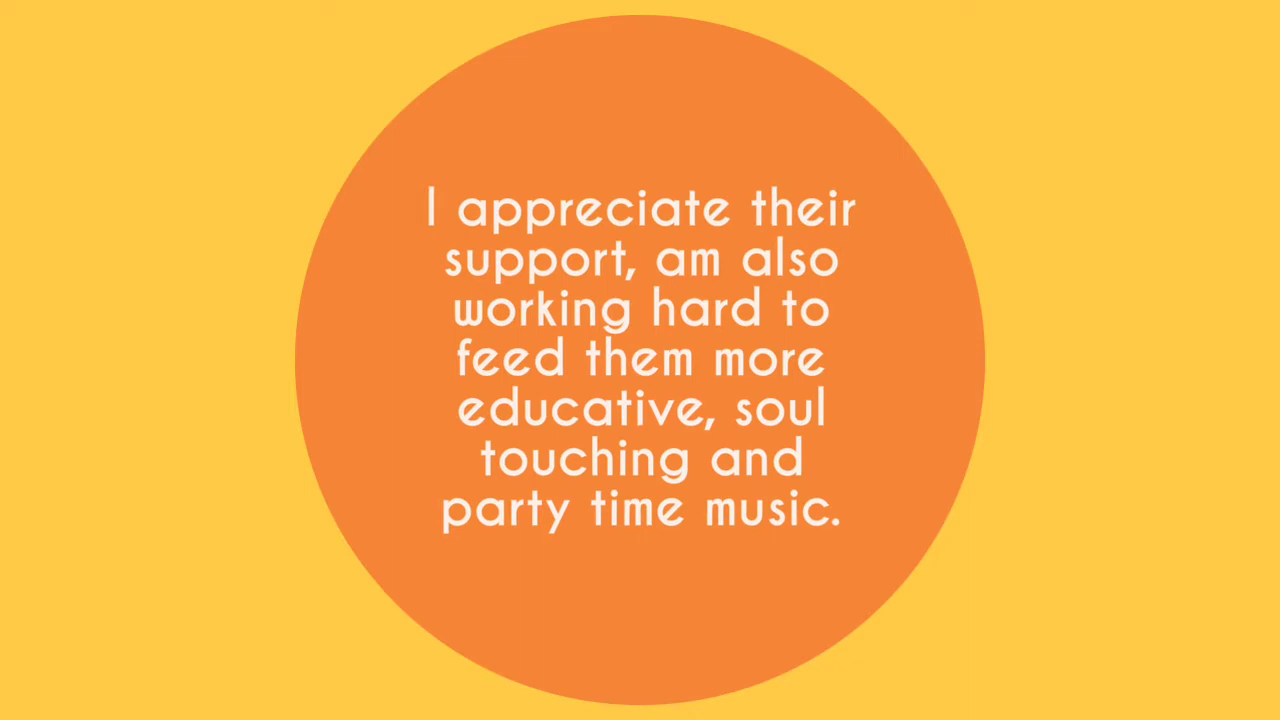 I appreciate their
support, am also
working hard to
feed them more
educative, soul
touching and
party time music.